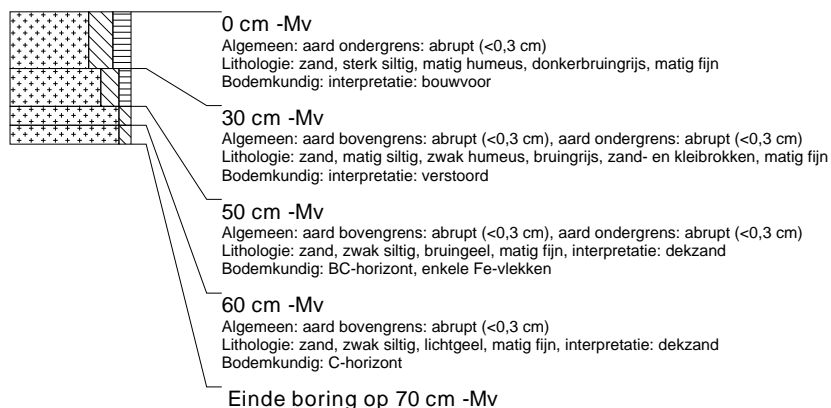 0 cm -Mv
Algemeen: aard ondergrens: abrupt (<0,3 cm)
Lithologie: zand, sterk siltig, matig humeus, donkerbruingrijs, matig fijn
Bodemkundig: interpretatie: bouwvoor
30 cm -Mv
Algemeen: aard bovengrens: abrupt (<0,3 cm), aard ondergrens: abrupt (<0,3 cm)
Lithologie: zand, matig siltig, zwak humeus, bruingrijs, zand- en kleibrokken, matig fijn
Bodemkundig: interpretatie: verstoord
50 cm -Mv
Algemeen: aard bovengrens: abrupt (<0,3 cm), aard ondergrens: abrupt (<0,3 cm)
Lithologie: zand, zwak siltig, bruingeel, matig fijn, interpretatie: dekzand
Bodemkundig: BC-horizont, enkele Fe-vlekken
60 cm -Mv
Algemeen: aard bovengrens: abrupt (<0,3 cm)
Lithologie: zand, zwak siltig, lichtgeel, matig fijn, interpretatie: dekzand
Bodemkundig: C-horizont
Einde boring op 70 cm -Mv